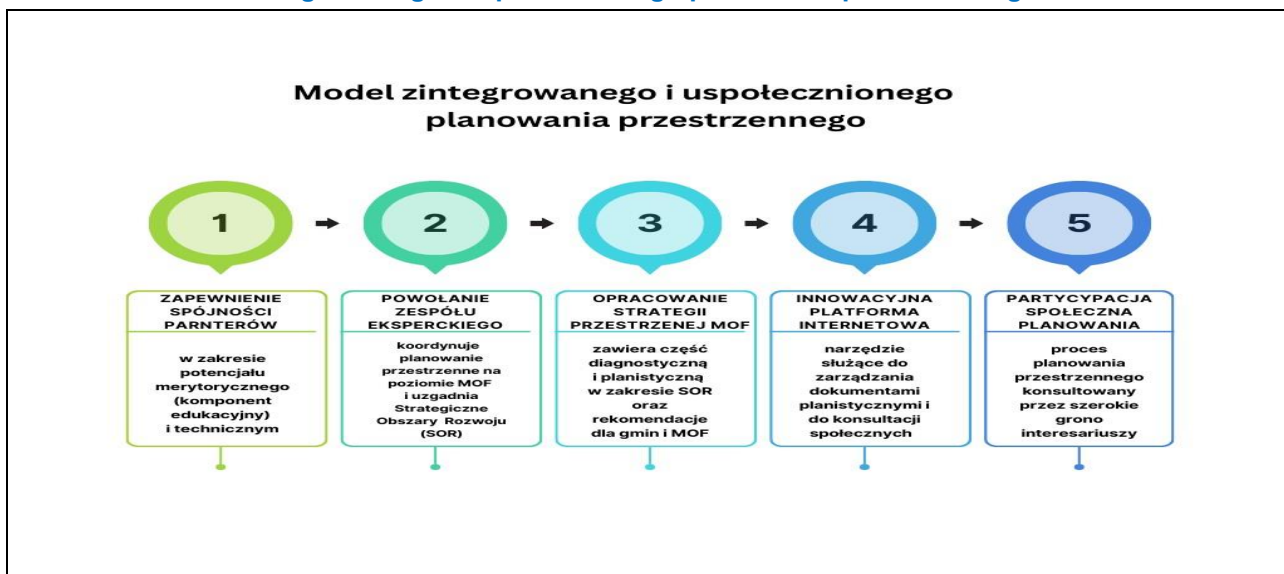 Model zintegrowanego i uspołecznionego
planowania przestrzennego
1
2
3
4
5
ZAPEWNIENIE
SPÓJNOŚCI
PARNTERÓW
w zakresie
potencjału
merytorycznego
(komponent
edukacyjny)
i technicznym
POWOŁANIE
ZESPÓŁU
EKSPERCKIEGO
koordynuje
planowanie
przestrzenne na
poziomie MOF
i uzgadnia
Strategiczne
Obszary Rozwoju
(SOR)
OPRACOWANIE
STRATEGII
PRZESTRZENEJ MOF
zawiera część
diagnostyczną
i planistyczną
w zakresie SOR
oraz
rekomendacje
dla gmin i MOF
INNOWACYJNA
PLATFORMA
INTERNETOWA
narzędzie
służące do
zarządzania
dokumentami
planistycznymi i
do konsultacji
społecznych
PARTYCYPACJA
SPOŁECZNA
PLANOWANIA
proces
planowania
przestrzennego
konsultowany
przez szerokie
grono
interesariuszy